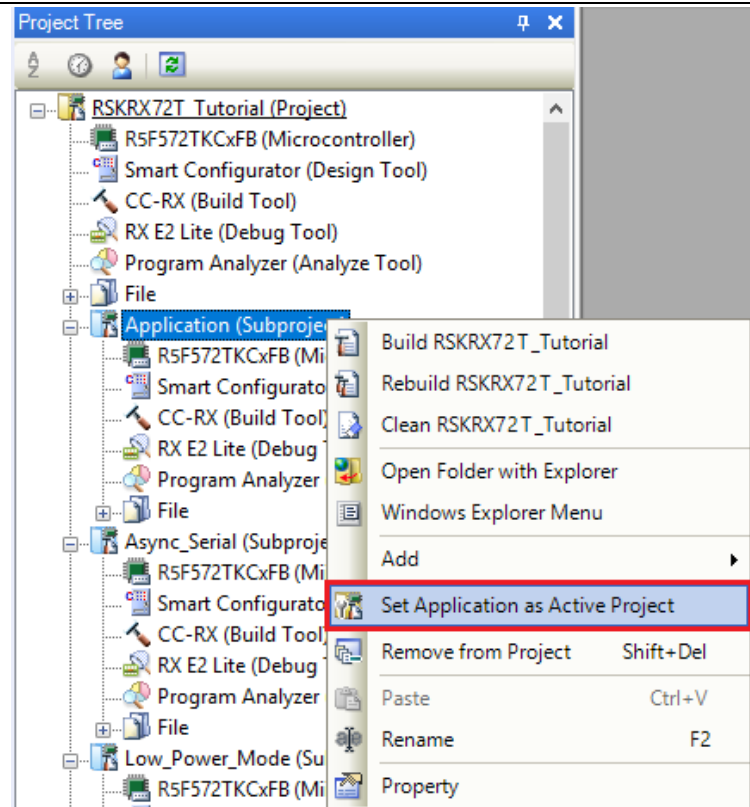 Project Tree
RSKRX72T_Tutorial (Project)
R5F572TKCxFB (Microcontroller)
Smart Configurator (Design Tool)
CC-RX (Build Tool)
RX E2 Lite (Debug Tool)
Program Analyzer (Analyze Tool)
File
Application (Subproje
R5F572TKCxFB (Mi
Smart Configurato
CC-RX (Build Tool)
RX E2 Lite (Debug
Program Analyzer
File
Async_Serial (Subproje
R5F572TKCxFB (Mi
Smart Configurato
CC-RX (Build Tool)
RX E2 Lite (Debug
Program Analyzer
File
Low_Power_Mode (Su
R5F572TKCxFB (Mi
Build RSKRX72T_Tutorial
Rebuild RSKRX72T_Tutorial
Clean RSKRX72T_Tutorial
Open Folder with Explorer
Windows Explorer Menu
Add
Set Application as Active Project
Remove from Project Shift+Del
Paste Ctrl+V
Rename F2
Property